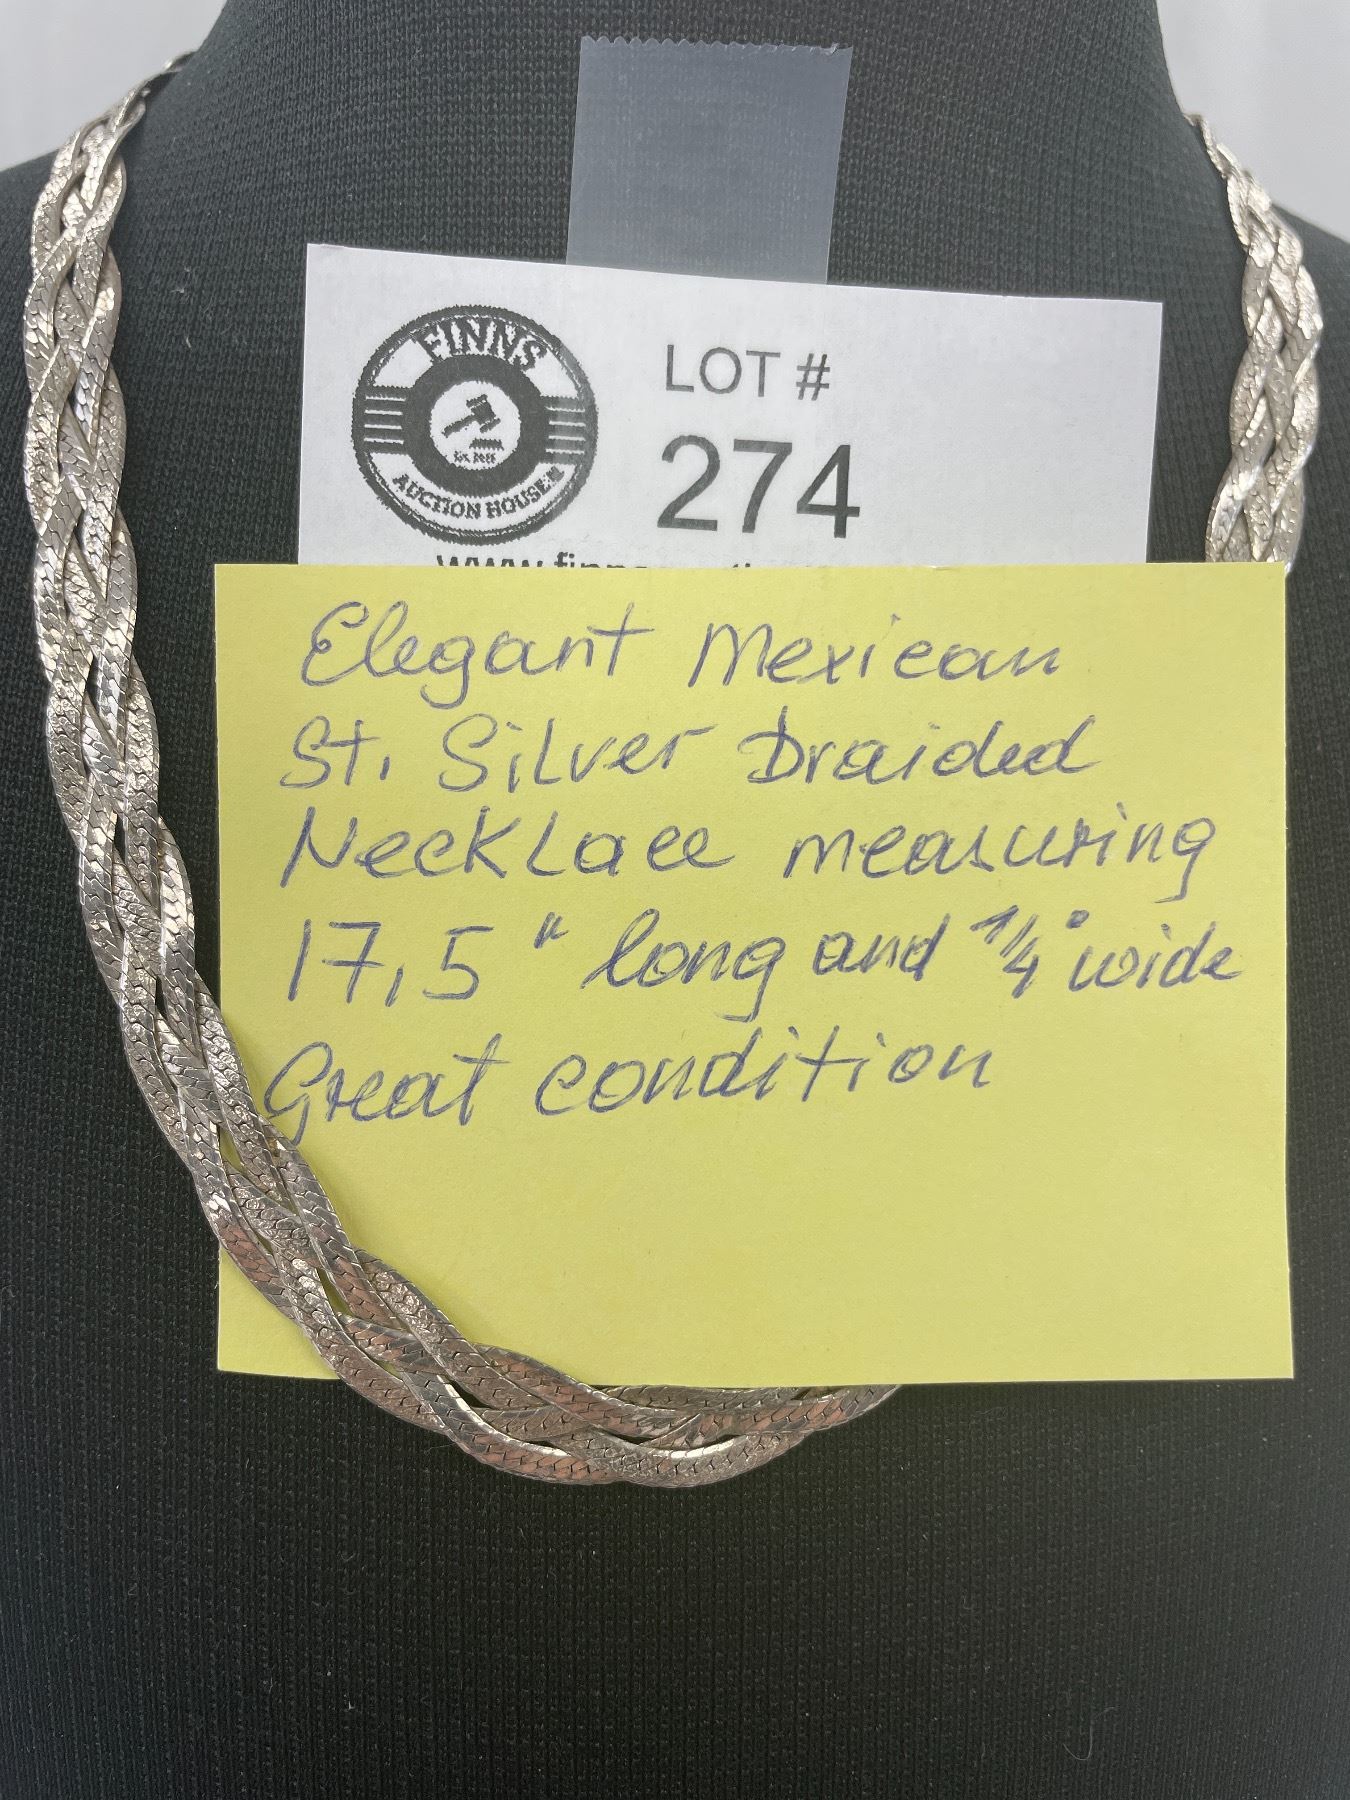 FINNS
AUCTION HOUSE
LOT #
274
Elegant Mexican
St. Silver Draided
Necklace measuring
17,5" long and 1/4" wide
Great condition